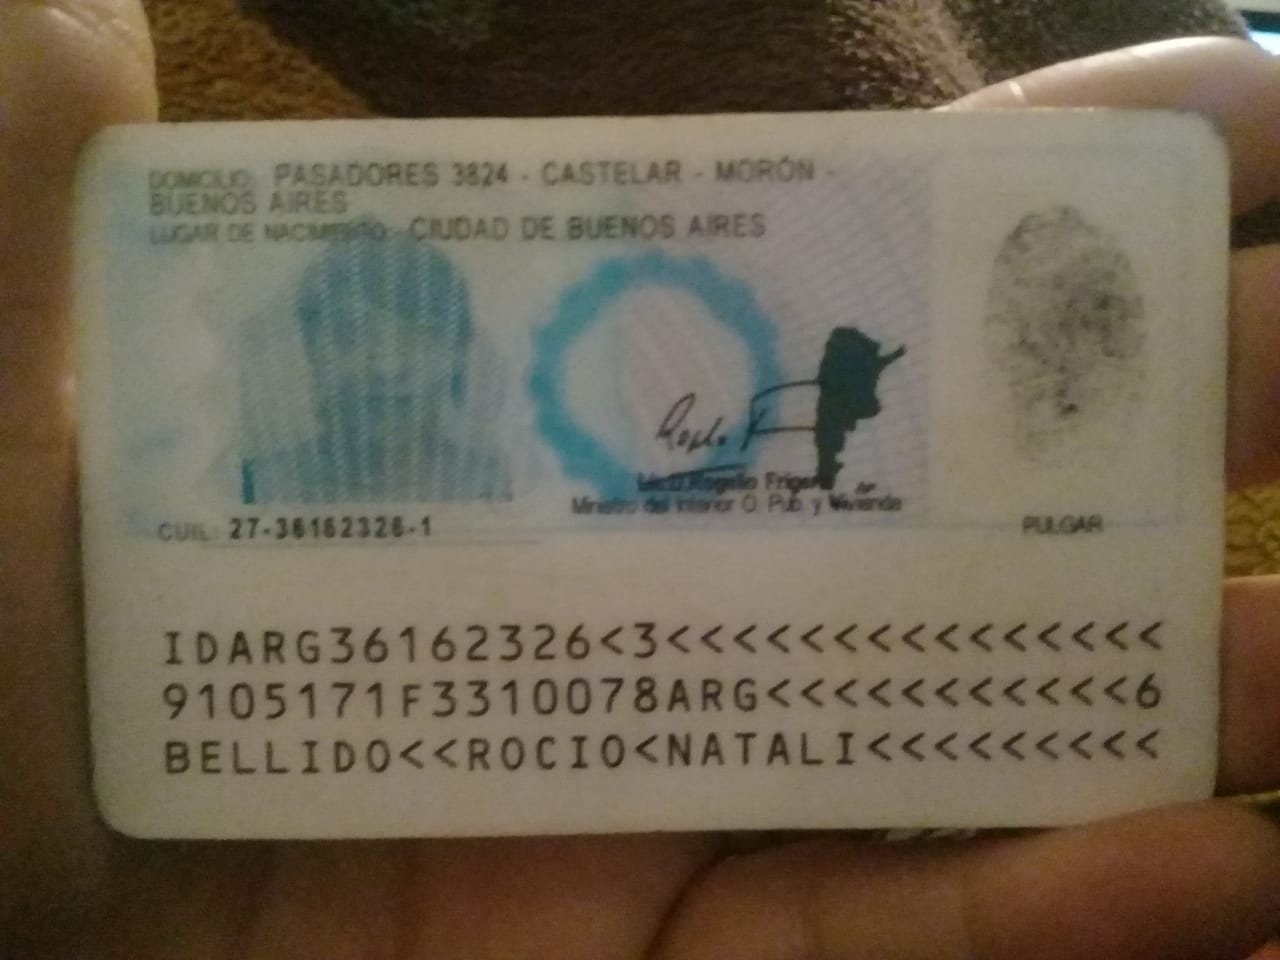 DOMICILIO: PASADORES 3824 - CASTELAR - MORÓN -
BUENOS AIRES
LUGAR DE NACIMIENTO: CIUDAD DE BUENOS AIRES
Rogelio Frigerio
Ministro del Interior O. Pub. y Vivienda
CUIL: 27-36162326-1
PULGAR
IDARG36162326<3<<<<<<<<<<<<<<<
9105171F3310078ARG<<<<<<<<<<<6
BELLIDO<<ROCIO<NATALI<<<<<<<<<